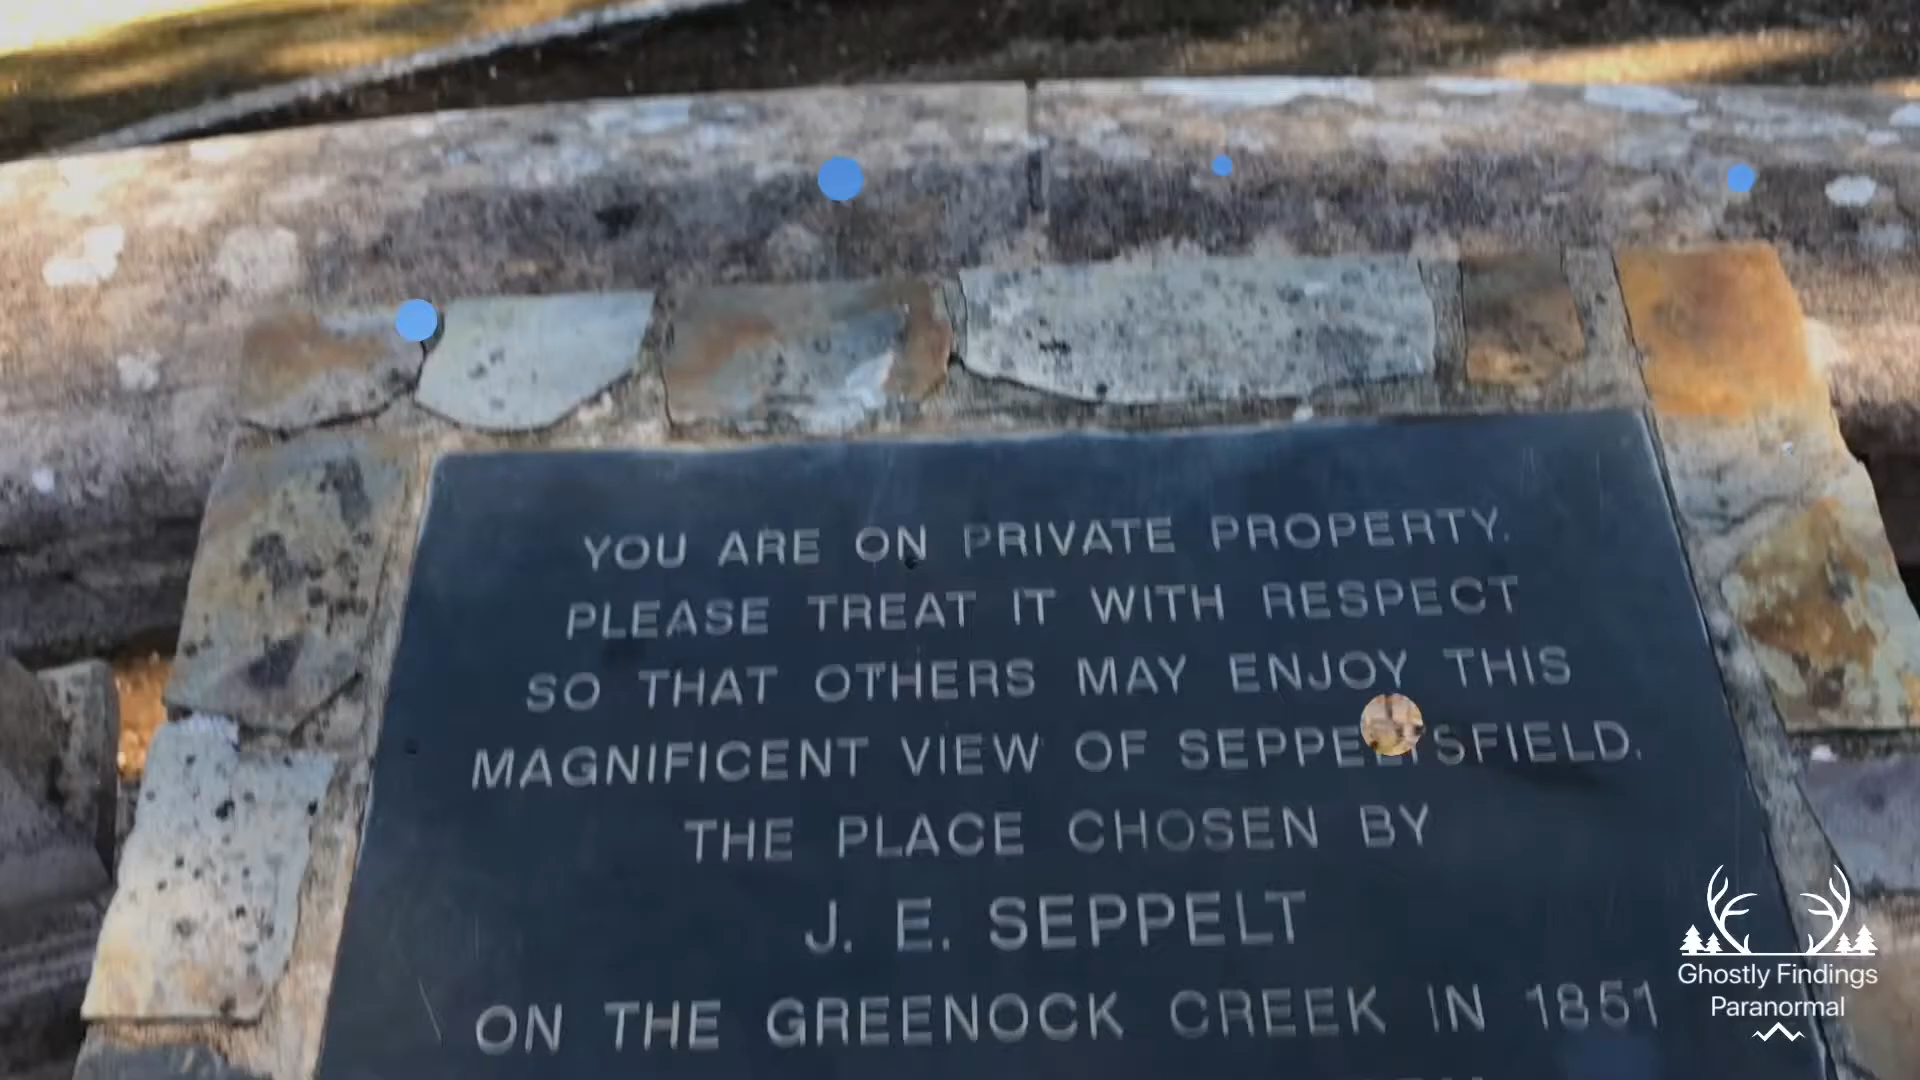 YOU ARE ON PRIVATE PROPERTY.
PLEASE TREAT IT WITH RESPECT
SO THAT OTHERS MAY ENJOY THIS
MAGNIFICENT VIEW OF SEPPELTSFIELD.
THE PLACE CHOSEN BY
J. E. SEPPELT
ON THE GREENOCK CREEK IN 1851
Ghostly Findings
Paranormal